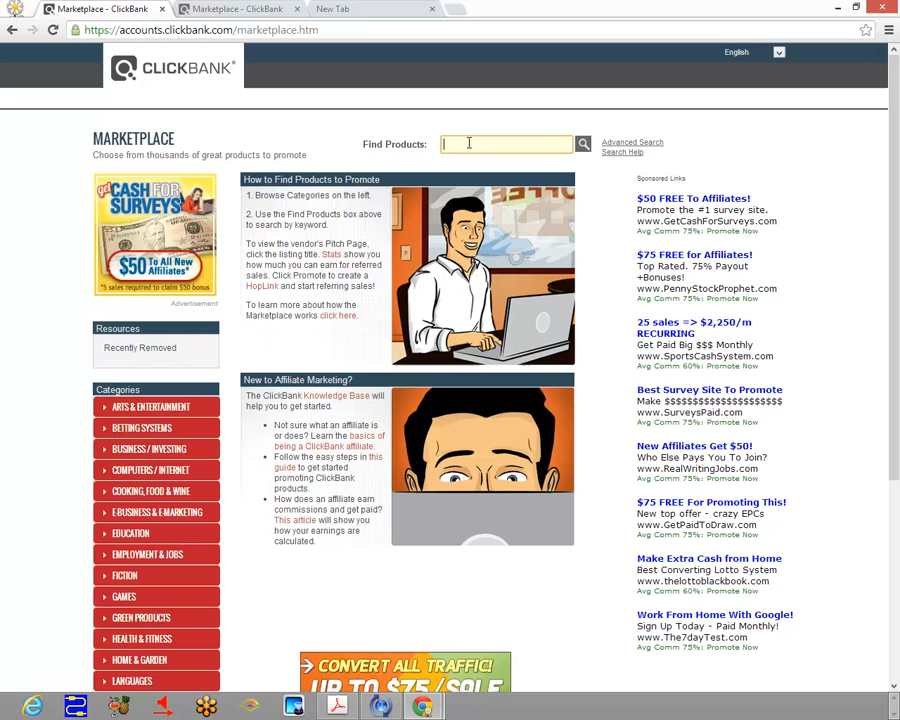 Marketplace - ClickBank
Marketplace - ClickBank
New Tab
https://accounts.clickbank.com/marketplace.htm
English
CLICKBANK
MARKETPLACE
Choose from thousands of great products to promote
Find Products:
Advanced Search
Search Help
get CASH FOR SURVEYS
$50 To All New Affiliates*
*5 sales required to claim $50 bonus
Advertisement
Resources
Recently Removed
Categories
ARTS & ENTERTAINMENT
BETTING SYSTEMS
BUSINESS / INVESTING
COMPUTERS / INTERNET
COOKING, FOOD & WINE
E-BUSINESS & E-MARKETING
EDUCATION
EMPLOYMENT & JOBS
FICTION
GAMES
GREEN PRODUCTS
HEALTH & FITNESS
HOME & GARDEN
LANGUAGES
How to Find Products to Promote
1. Browse Categories on the left.
2. Use the Find Products box above
to search by keyword.
To view the vendor's Pitch Page,
click the listing title. Stats show you
how much you can earn for referred
sales. Click Promote to create a
HopLink and start referring sales!
To learn more about how the
Marketplace works click here.
New to Affiliate Marketing?
The ClickBank Knowledge Base will
help you to get started.
• Not sure what an affiliate is
or does? Learn the basics of
being a ClickBank affiliate.
• Follow the easy steps in this
guide to get started
promoting ClickBank
products.
• How does an affiliate earn
commissions and get paid?
This article will show you
how your earnings are
calculated.
CONVERT ALL TRAFFIC!
UP TO $75/SALE
Sponsored Links
$50 FREE To Affiliates!
Promote the #1 survey site.
www.GetCashForSurveys.com
Avg Comm 75%: Promote Now
$75 FREE for Affiliates!
Top Rated. 75% Payout
+Bonuses!
www.PennyStockProphet.com
Avg Comm 75%: Promote Now
25 sales => $2,250/m
RECURRING
Get Paid Big $$$ Monthly
www.SportsCashSystem.com
Avg Comm 60%: Promote Now
Best Survey Site To Promote
Make $$$$$$$$$$$$$$$$$$$$$
www.SurveysPaid.com
Avg Comm 75%: Promote Now
New Affiliates Get $50!
Who Else Pays You To Join?
www.RealWritingJobs.com
Avg Comm 75%: Promote Now
$75 FREE For Promoting This!
New top offer - crazy EPCs
www.GetPaidToDraw.com
Avg Comm 75%: Promote Now
Make Extra Cash from Home
Best Converting Lotto System
www.thelottoblackbook.com
Avg Comm 60%: Promote Now
Work From Home With Google!
Sign Up Today - Paid Monthly!
www.The7dayTest.com
Avg Comm 75%: Promote Now